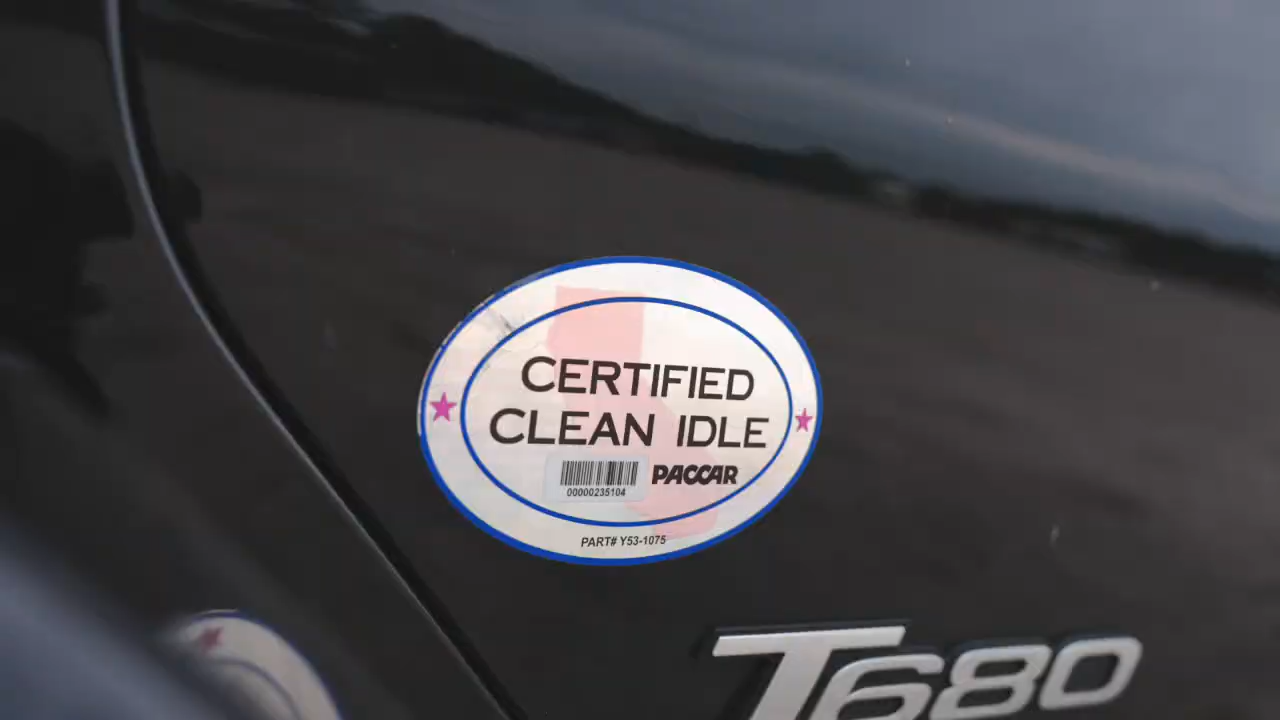 CERTIFIED
CLEAN IDLE
00000235104
PACCAR
PART# Y53-1075
T680